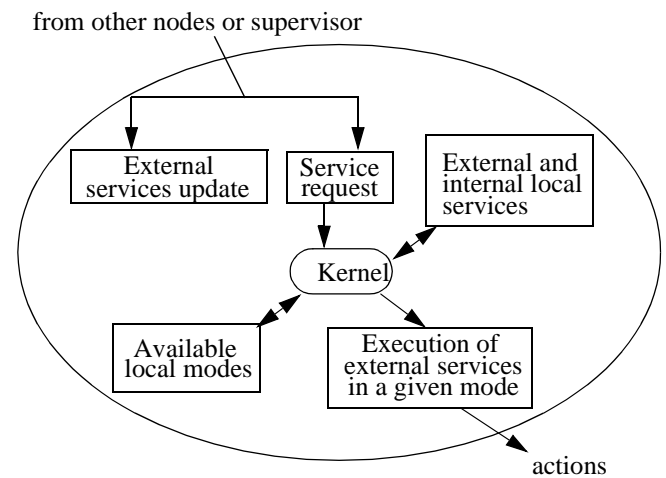 from other nodes or supervisor
External
services update
Service
request
External and
internal local
services
Kernel
Available
local modes
Execution of
external services
in a given mode
actions